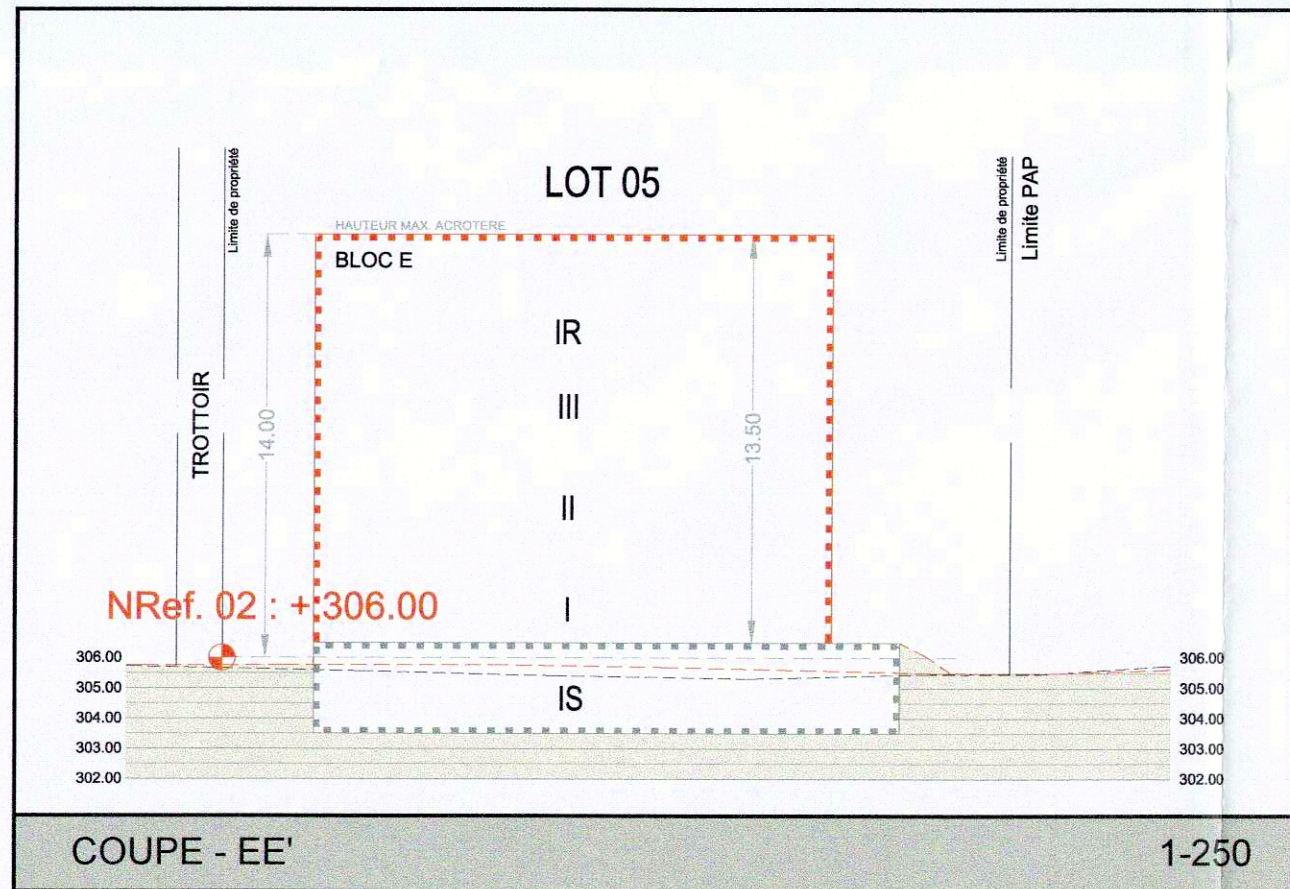 LOT 05
Limite de propriété
Limite de propriété
Limite PAP
HAUTEUR MAX. ACROTERE
BLOC E
IR
III
II
I
TROTTOIR
14.00
13.50
NRef. 02 : + 306.00
306.00
305.00
304.00
303.00
302.00
IS
306.00
305.00
304.00
303.00
302.00
COUPE - EE'
1-250